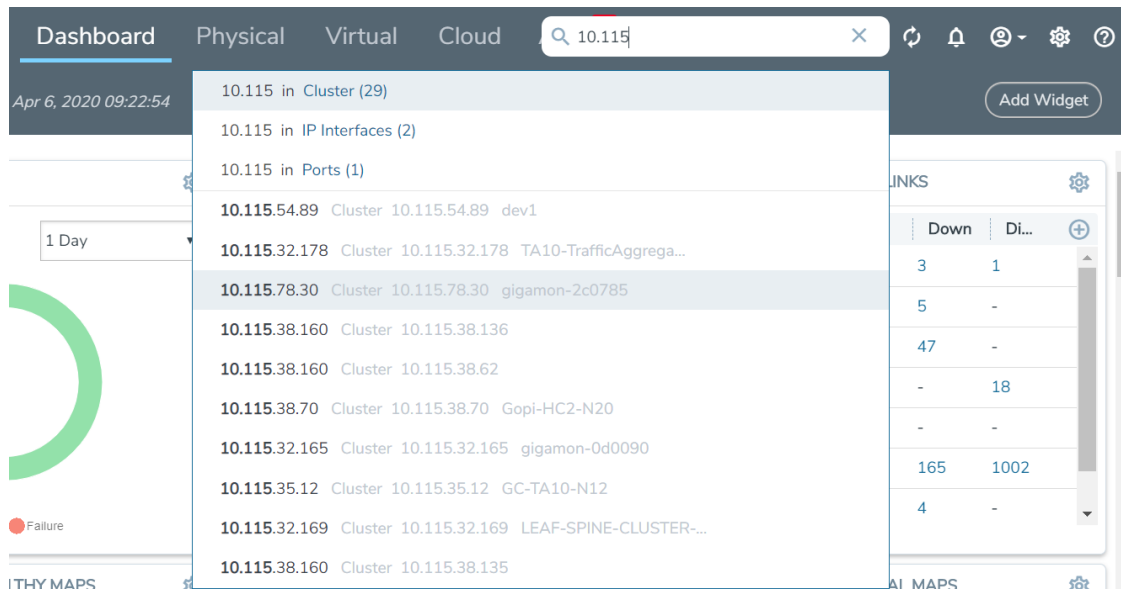 Dashboard Physical Virtual Cloud 10.115
Apr 6, 2020 09:22:54 Add Widget
10.115 in Cluster (29)
10.115 in IP Interfaces (2)
10.115 in Ports (1)
10.115.54.89 Cluster 10.115.54.89 dev1
10.115.32.178 Cluster 10.115.32.178 TA10-TrafficAggrega...
10.115.78.30 Cluster 10.115.78.30 gigamon-2c0785
10.115.38.160 Cluster 10.115.38.136
10.115.38.160 Cluster 10.115.38.62
10.115.38.70 Cluster 10.115.38.70 Gopi-HC2-N20
10.115.32.165 Cluster 10.115.32.165 gigamon-0d0090
10.115.35.12 Cluster 10.115.35.12 GC-TA10-N12
10.115.32.169 Cluster 10.115.32.169 LEAF-SPINE-CLUSTER-...
10.115.38.160 Cluster 10.115.38.135
1 Day
Failure
LTHY MAPS
LINKS
Down Di...
3 1
5 -
47 -
- 18
- -
165 1002
4 -
AL MAPS